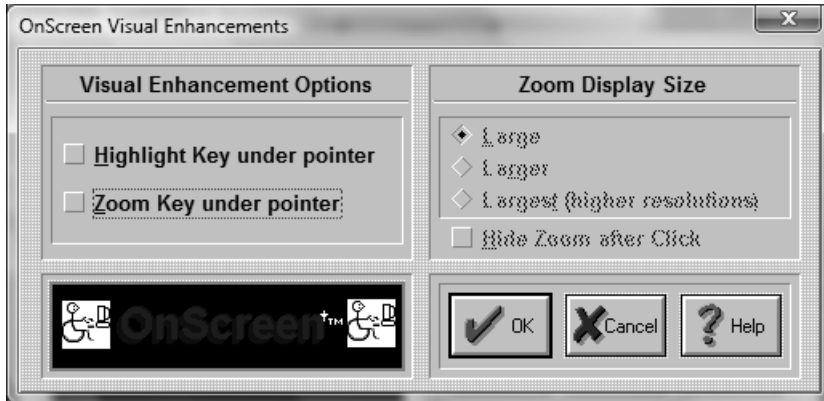 OnScreen Visual Enhancements
Visual Enhancement Options
Highlight Key under pointer
Zoom Key under pointer
Zoom Display Size
Large
Larger
Largest (higher resolutions)
Hide Zoom after Click
OnScreen+™
OK
Cancel
Help